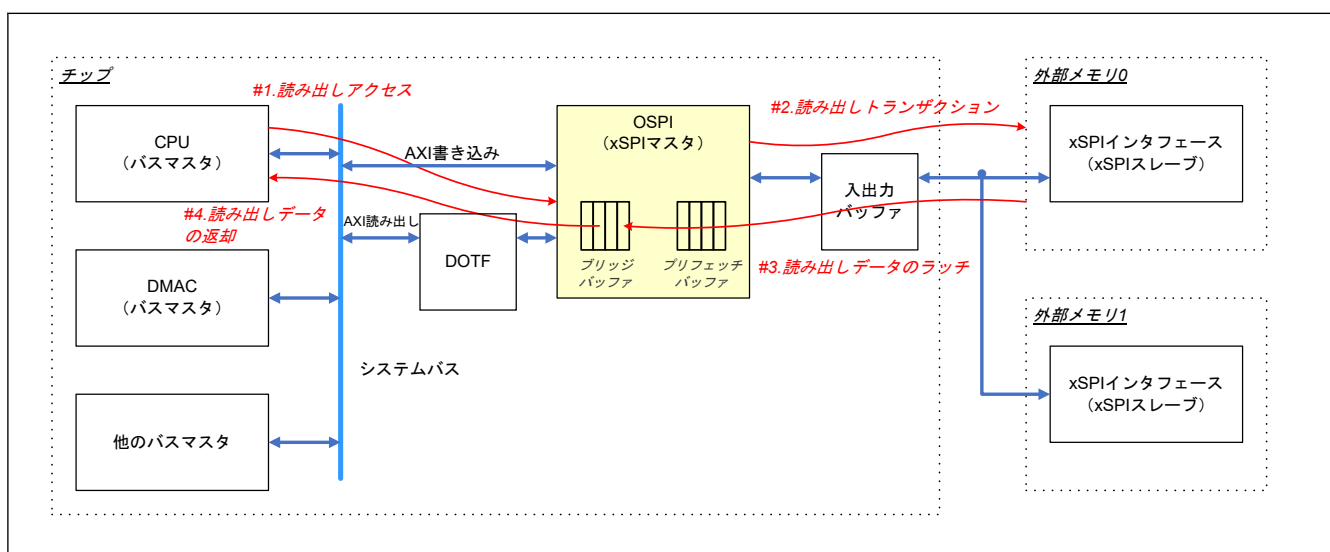 チップ
#1.読み出しアクセス
CPU
（バスマスタ）
AXI書き込み
OSPI
（xSPIマスタ）
#2.読み出しトランザクション
外部メモリ0
xSPIインタフェース
（xSPIスレーブ）
入出力
バッファ
#4.読み出しデータ
の返却
AXI読み出し
DOTF
ブリッジ
バッファ
プリフェッチ
バッファ
#3.読み出しデータのラッチ
DMAC
（バスマスタ）
外部メモリ1
xSPIインタフェース
（xSPIスレーブ）
システムバス
他のバスマスタ